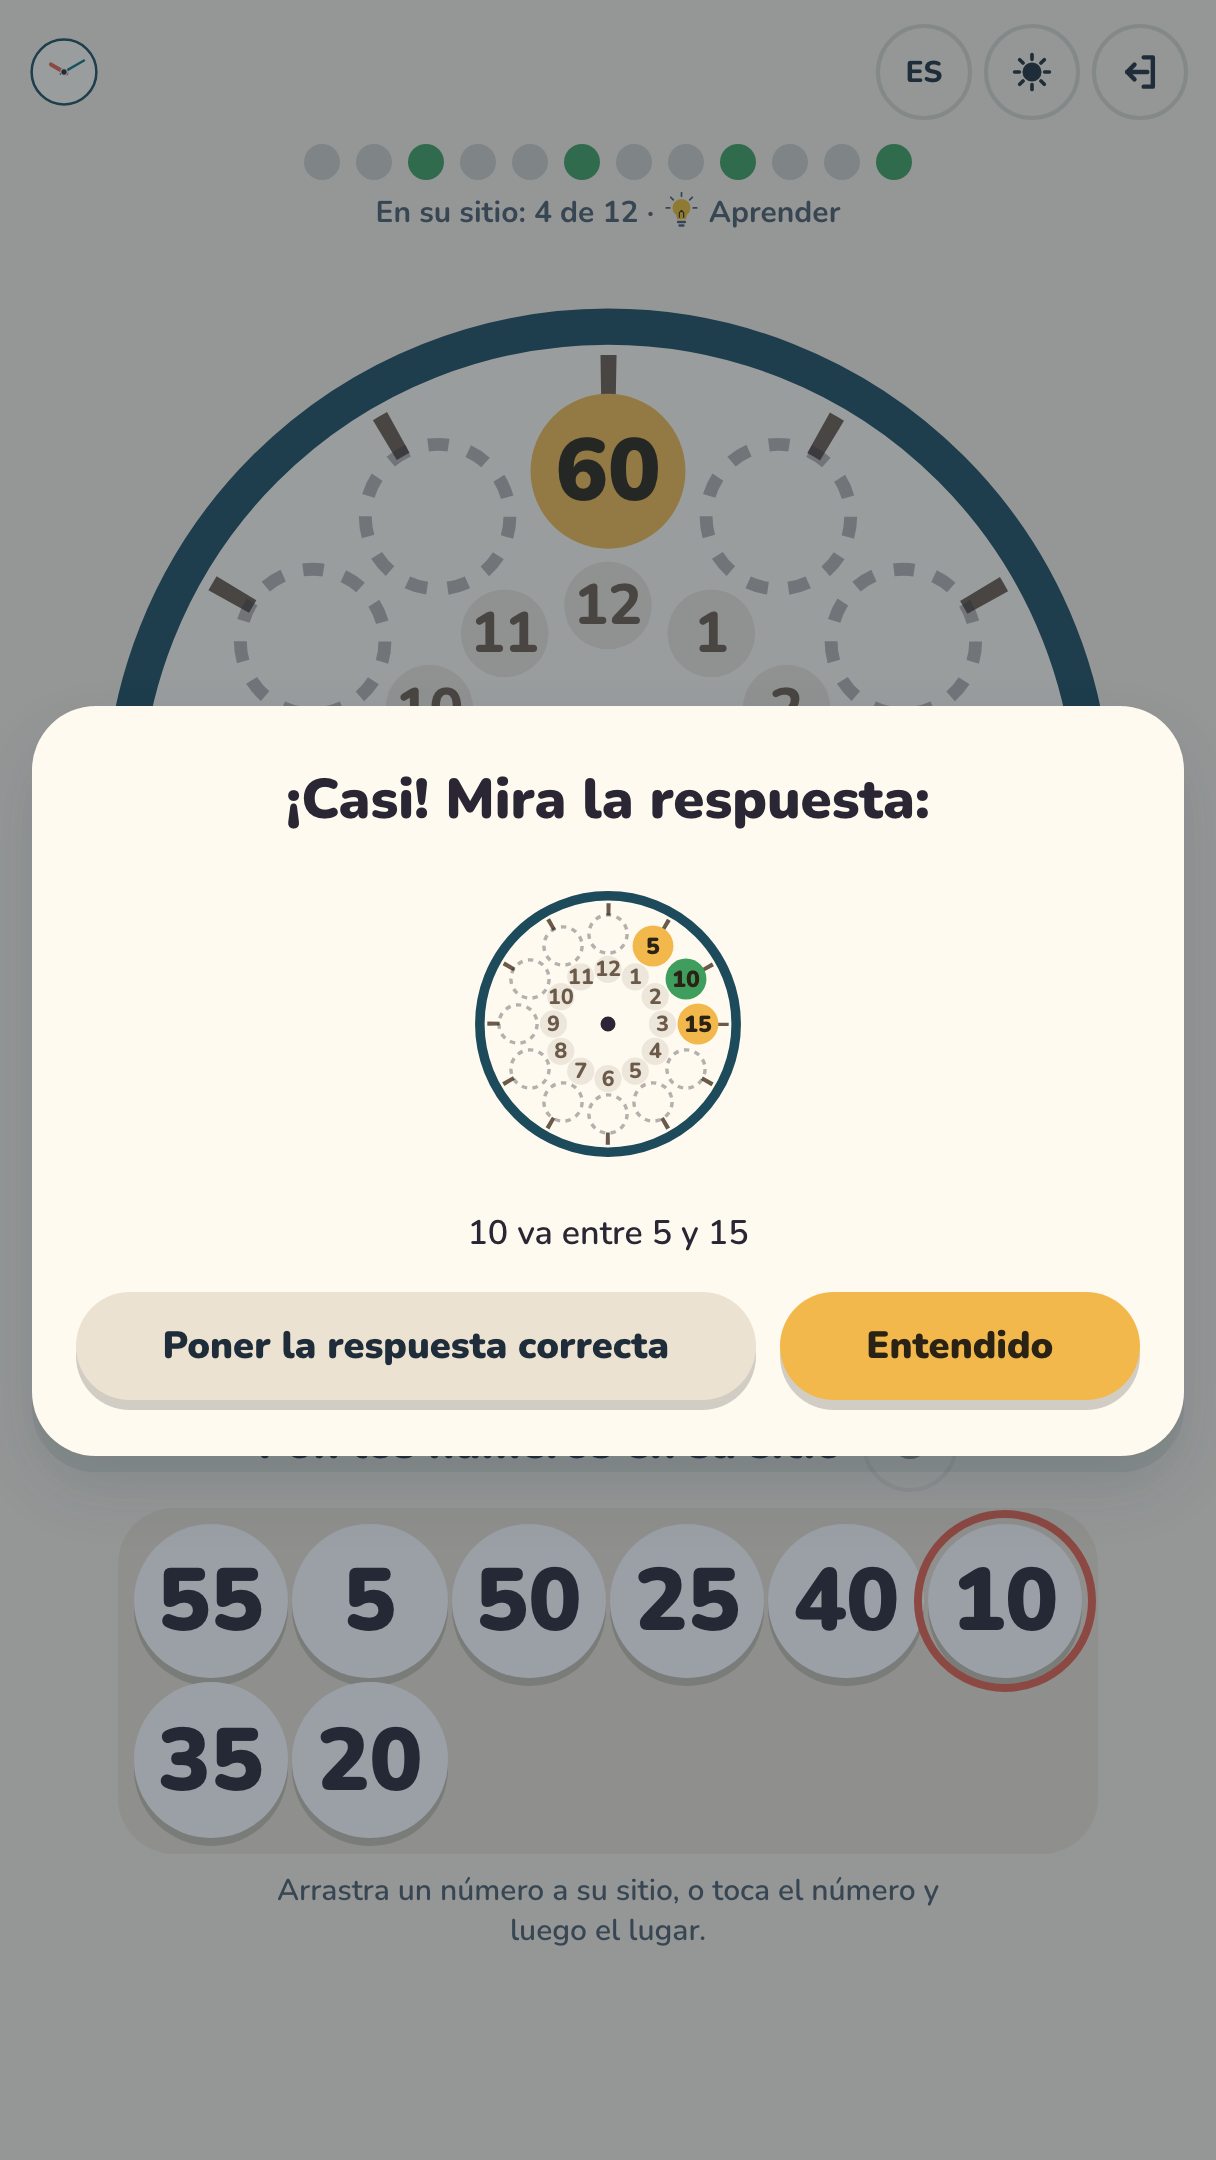 ES
En su sitio: 4 de 12 · Aprender
60
12
11
1
10
2
¡Casi! Mira la respuesta:
5
10
15
12
11
1
10
2
9
3
8
4
7
5
6
10 va entre 5 y 15
Poner la respuesta correcta
Entendido
55 5 50 25 40 10
35 20
Arrastra un número a su sitio, o toca el número y
luego el lugar.